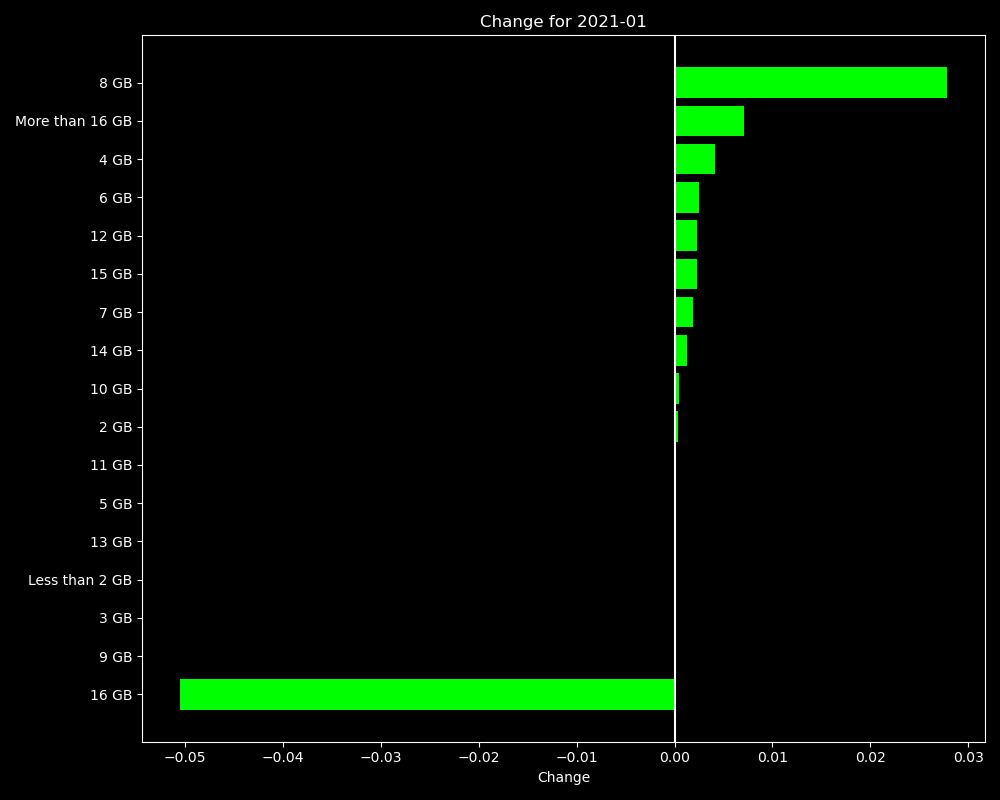 Change for 2021-01
8 GB
More than 16 GB
4 GB
6 GB
12 GB
15 GB
7 GB
14 GB
10 GB
2 GB
11 GB
5 GB
13 GB
Less than 2 GB
3 GB
9 GB
16 GB
−0.05 −0.04 −0.03 −0.02 −0.01 0.00 0.01 0.02 0.03
Change